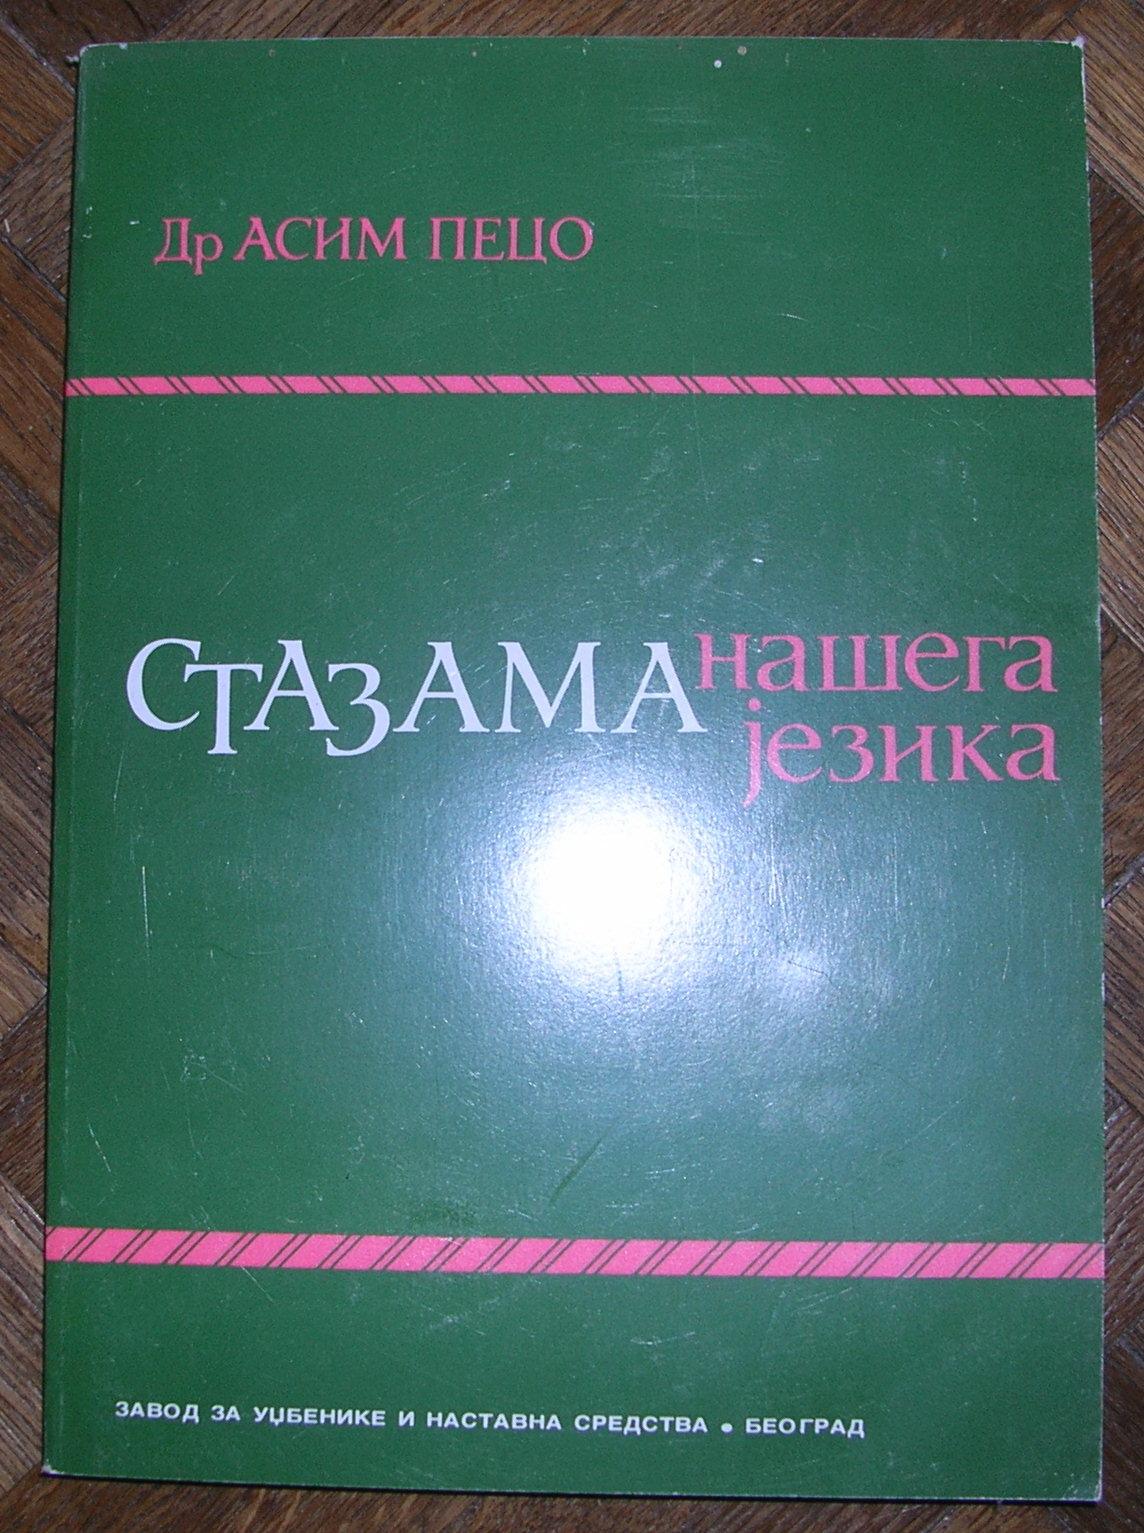 Др АСИМ ПЕЦО
СТАЗАМА нашега
језика
ЗАВОД ЗА УЏБЕНИКЕ И НАСТАВНА СРЕДСТВА • БЕОГРАД